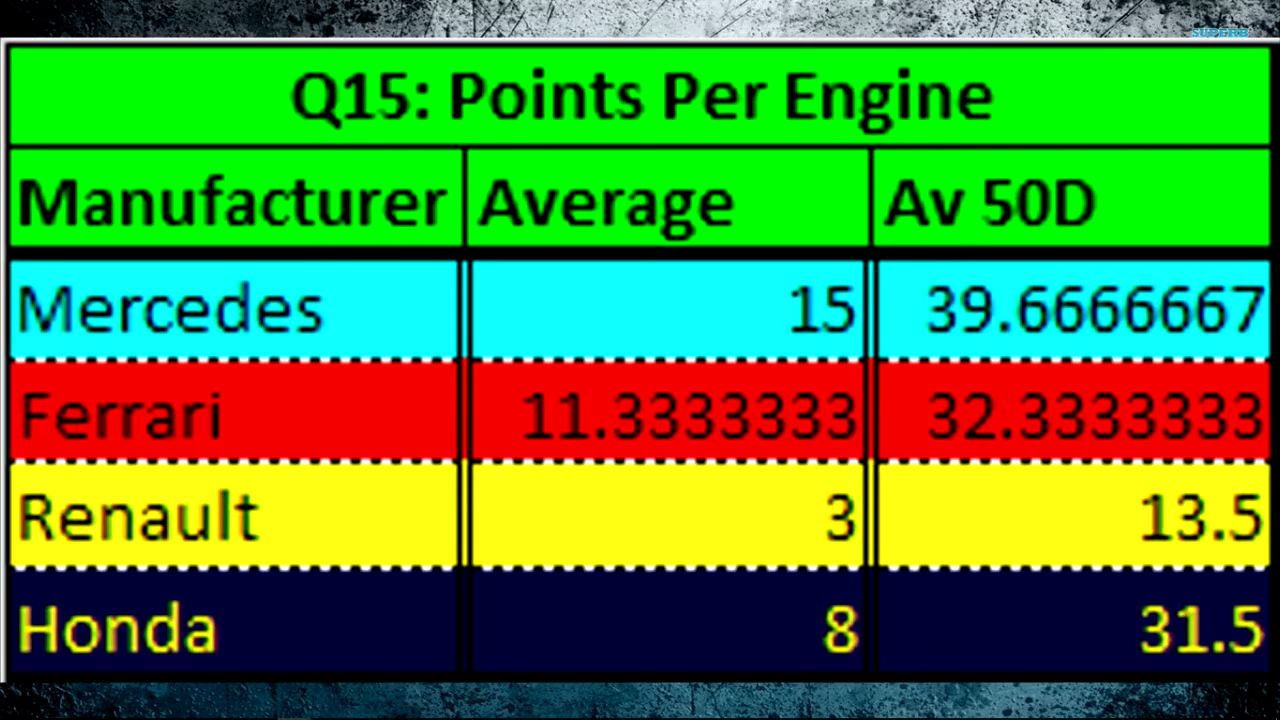 SUPERB
Q15: Points Per Engine
Manufacturer Average Av 50D
Mercedes 15 39.6666667
Ferrari 11.3333333 32.3333333
Renault 3 13.5
Honda 8 31.5